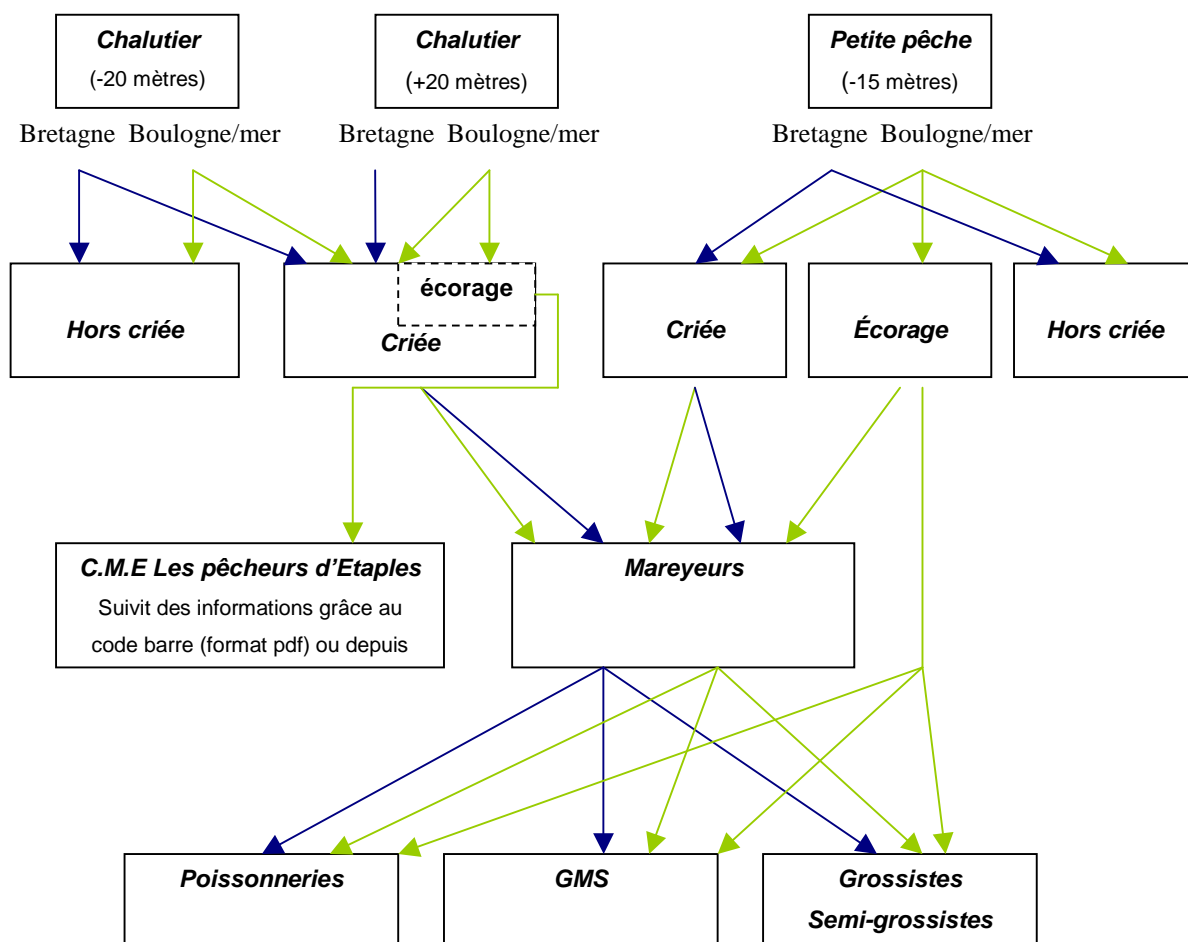 Chalutier
(-20 mètres)
Chalutier
(+20 mètres)
Petite pêche
(-15 mètres)
Bretagne Boulogne/mer
Bretagne Boulogne/mer
Bretagne Boulogne/mer
Hors criée
écorage
Criée
Criée
Écorage
Hors criée
C.M.E Les pêcheurs d'Etaples
Suivit des informations grâce au
code barre (format pdf) ou depuis
Mareyeurs
Poissonneries
GMS
Grossistes
Semi-grossistes